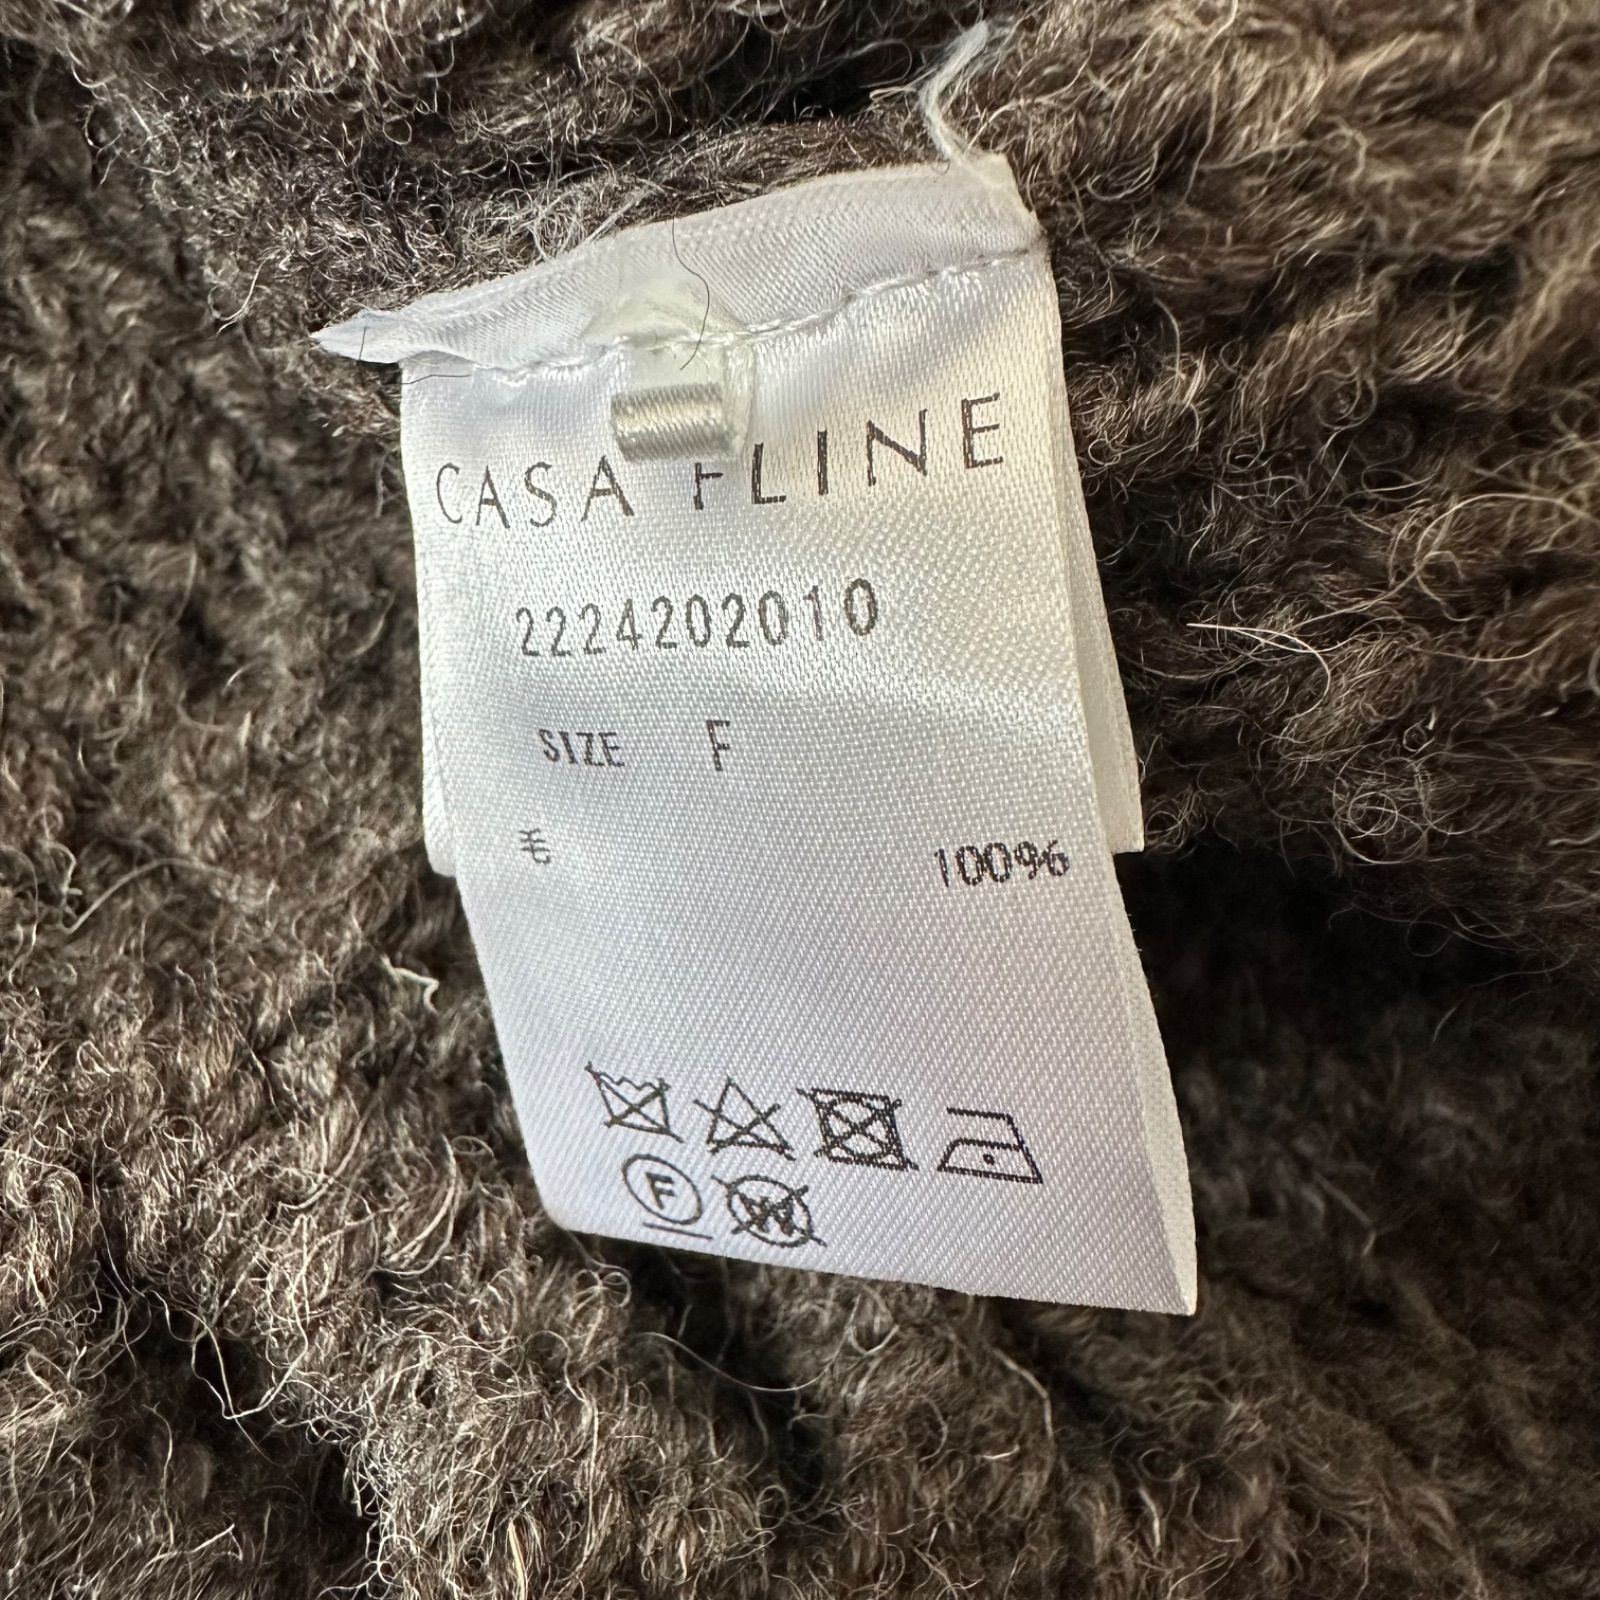 CASA FLINE
2224202010
SIZE F
毛 100%
F
W